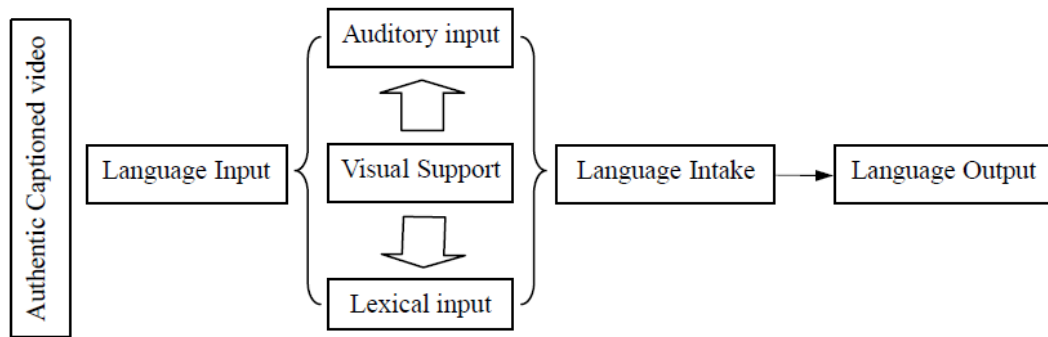 Authentic Captioned video
Language Input
Auditory input
Visual Support
Lexical input
Language Intake
Language Output